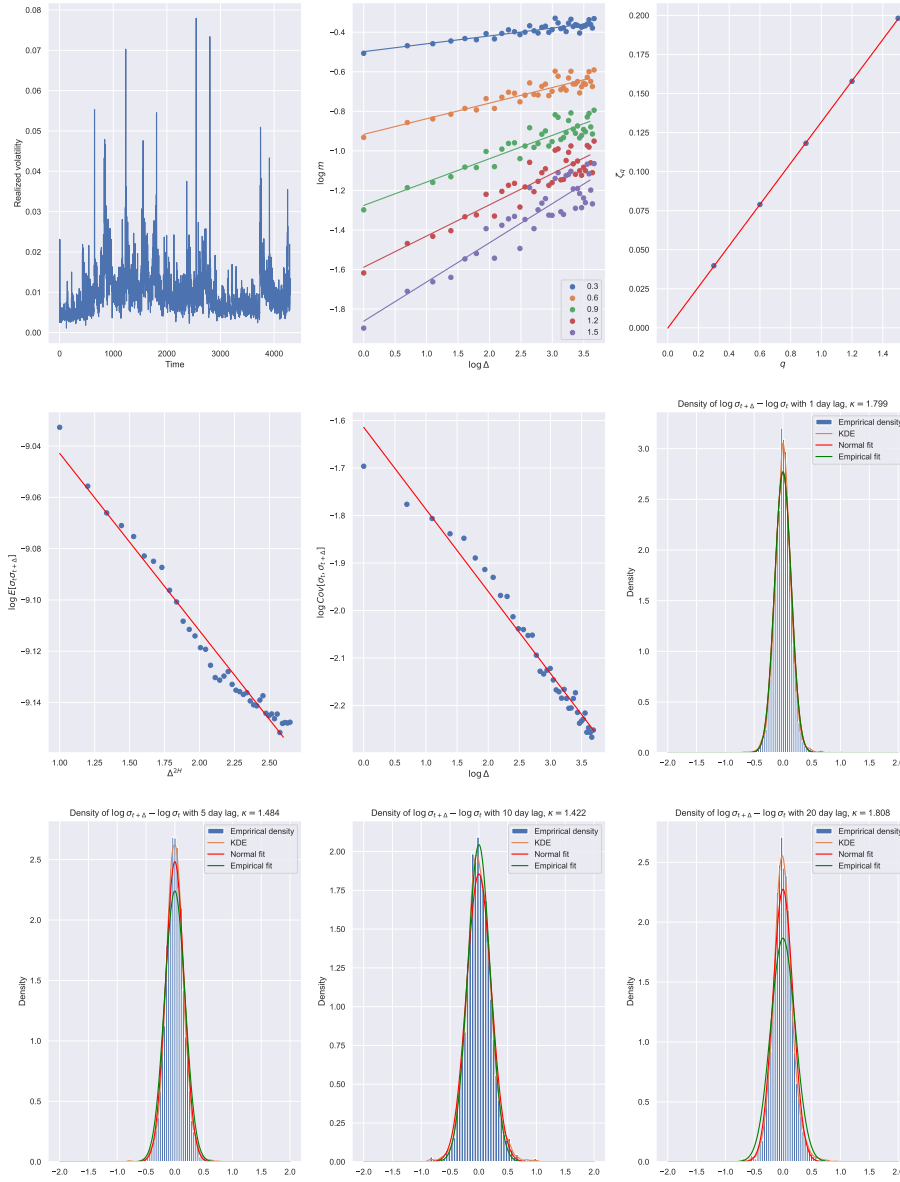 0.08
0.07
0.06
0.05
0.04
0.03
0.02
0.01
0.00
Realized volatility
0 1000 2000 3000 4000
Time
−0.4
−0.6
−0.8
−1.0
−1.2
−1.4
−1.6
−1.8
log m
0.3
0.6
0.9
1.2
1.5
0.0 0.5 1.0 1.5 2.0 2.5 3.0 3.5
log Δ
0.200
0.175
0.150
0.125
0.100
0.075
0.050
0.025
0.000
ζq
0.0 0.2 0.4 0.6 0.8 1.0 1.2 1.4
q
−9.04
−9.06
−9.08
−9.10
−9.12
−9.14
log E[σtσt+Δ]
1.00 1.25 1.50 1.75 2.00 2.25 2.50
Δ^2H
−1.6
−1.7
−1.8
−1.9
−2.0
−2.1
−2.2
log Cov[σt, σt+Δ]
0.0 0.5 1.0 1.5 2.0 2.5 3.0 3.5
log Δ
Density of log σt+Δ − log σt with 1 day lag, κ = 1.799
Emprirical density
KDE
Normal fit
Empirical fit
3.0
2.5
2.0
1.5
1.0
0.5
0.0
Density
−2.0 −1.5 −1.0 −0.5 0.0 0.5 1.0 1.5 2.0
Density of log σt+Δ − log σt with 5 day lag, κ = 1.484
Emprirical density
KDE
Normal fit
Empirical fit
2.5
2.0
1.5
1.0
0.5
0.0
Density
−2.0 −1.5 −1.0 −0.5 0.0 0.5 1.0 1.5 2.0
Density of log σt+Δ − log σt with 10 day lag, κ = 1.422
Emprirical density
KDE
Normal fit
Empirical fit
2.00
1.75
1.50
1.25
1.00
0.75
0.50
0.25
0.00
Density
−2.0 −1.5 −1.0 −0.5 0.0 0.5 1.0 1.5 2.0
Density of log σt+Δ − log σt with 20 day lag, κ = 1.808
Emprirical density
KDE
Normal fit
Empirical fit
2.5
2.0
1.5
1.0
0.5
0.0
Density
−2.0 −1.5 −1.0 −0.5 0.0 0.5 1.0 1.5 2.0